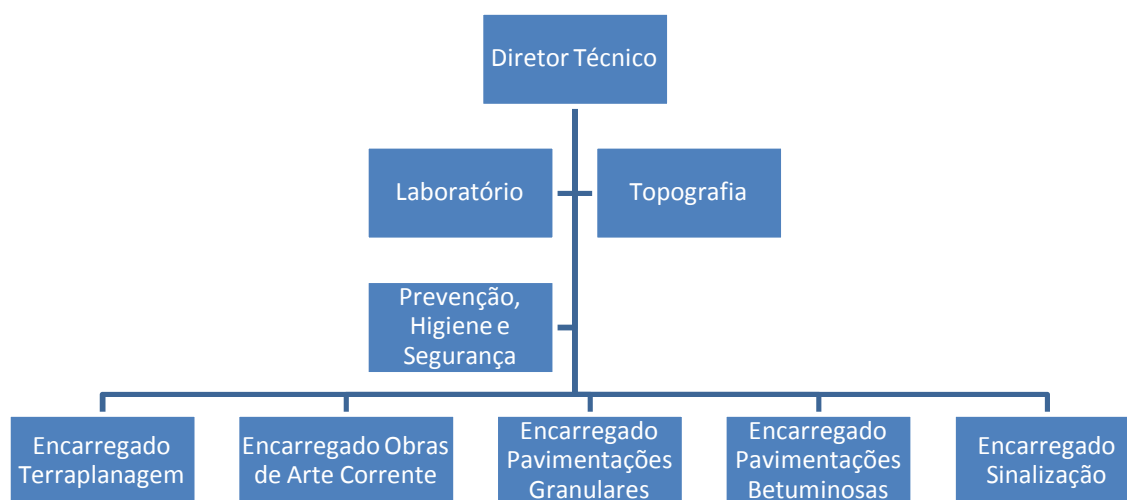 Diretor Técnico
Laboratório
Topografia
Prevenção,
Higiene e
Segurança
Encarregado
Terraplanagem
Encarregado Obras
de Arte Corrente
Encarregado
Pavimentações
Granulares
Encarregado
Pavimentações
Betuminosas
Encarregado
Sinalização